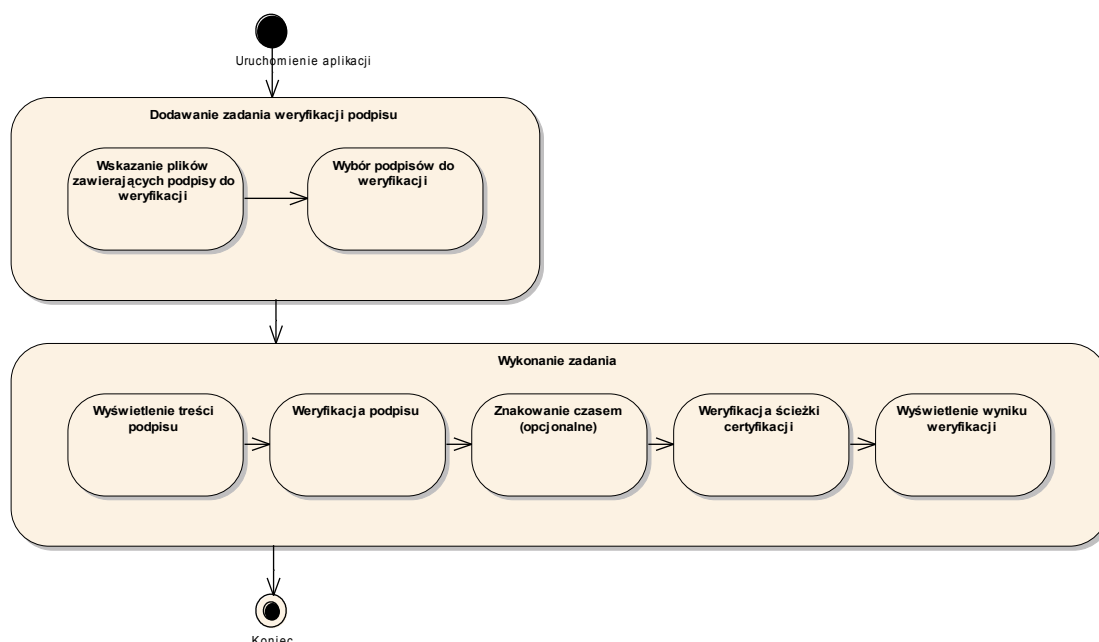 Uruchomienie aplikacji
Dodawanie zadania weryfikacji podpisu
Wskazanie plików
zawierających podpisy do
weryfikacji
Wybór podpisów do
weryfikacji
Wykonanie zadania
Wyświetlenie treści
podpisu
Weryfikacja podpisu
Znakowanie czasem
(opcjonalne)
Weryfikacja ścieżki
certyfikacji
Wyświetlenie wyniku
weryfikacji
Koniec